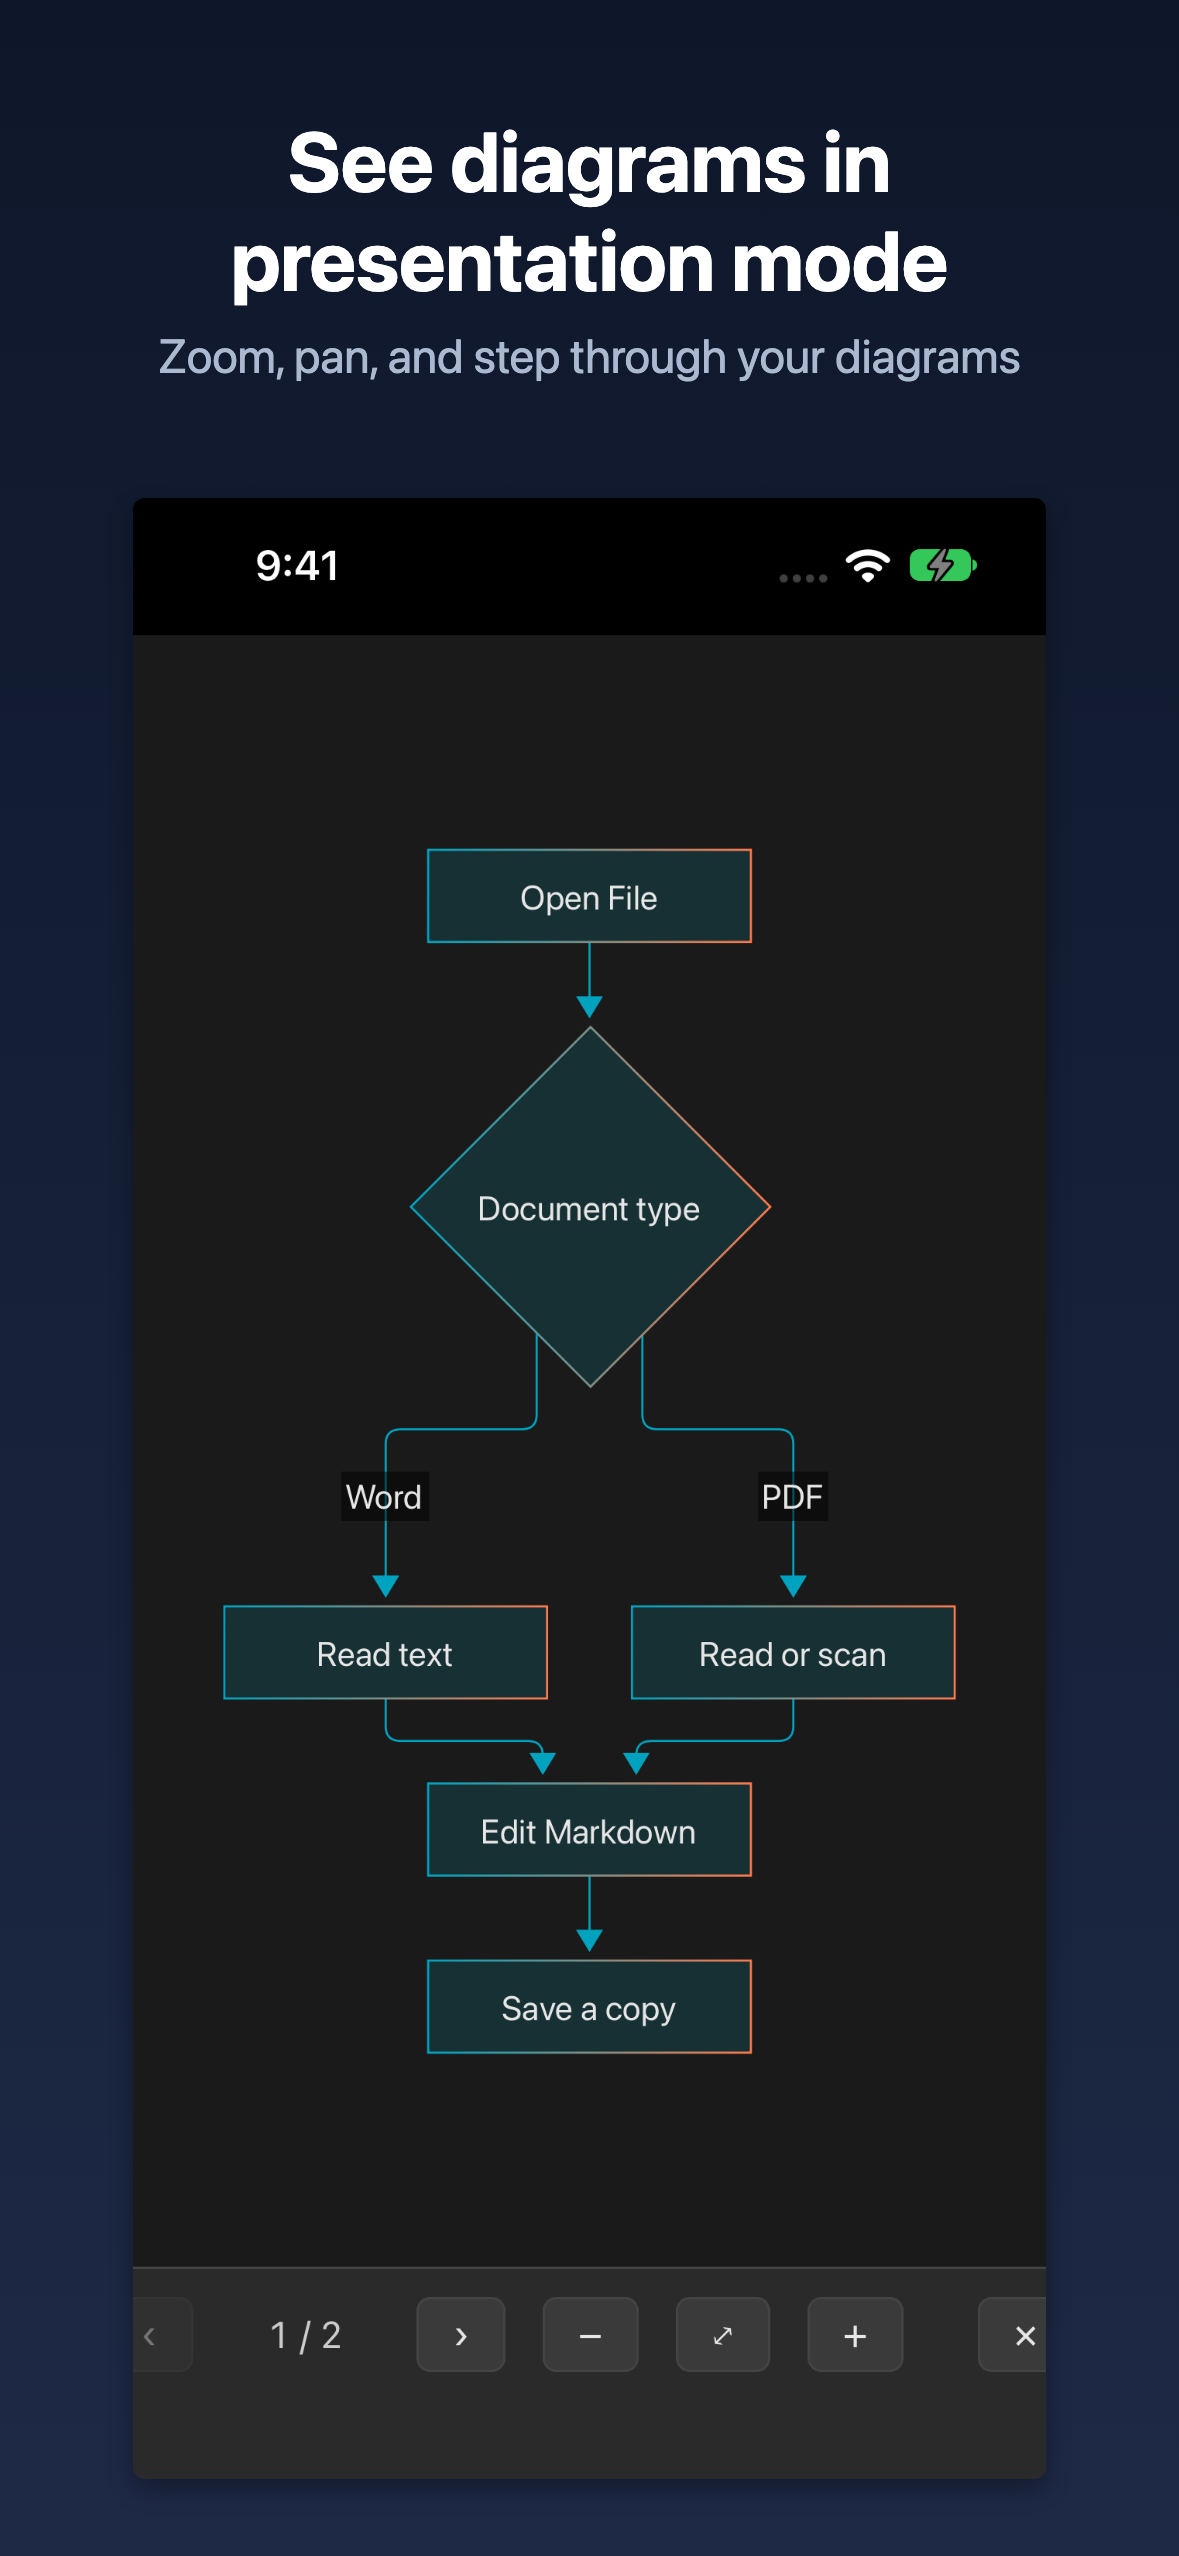 See diagrams in
presentation mode
Zoom, pan, and step through your diagrams
9:41
Open File
Document type
Word
PDF
Read text
Read or scan
Edit Markdown
Save a copy
‹ 1 / 2 › − ⤢ + ×